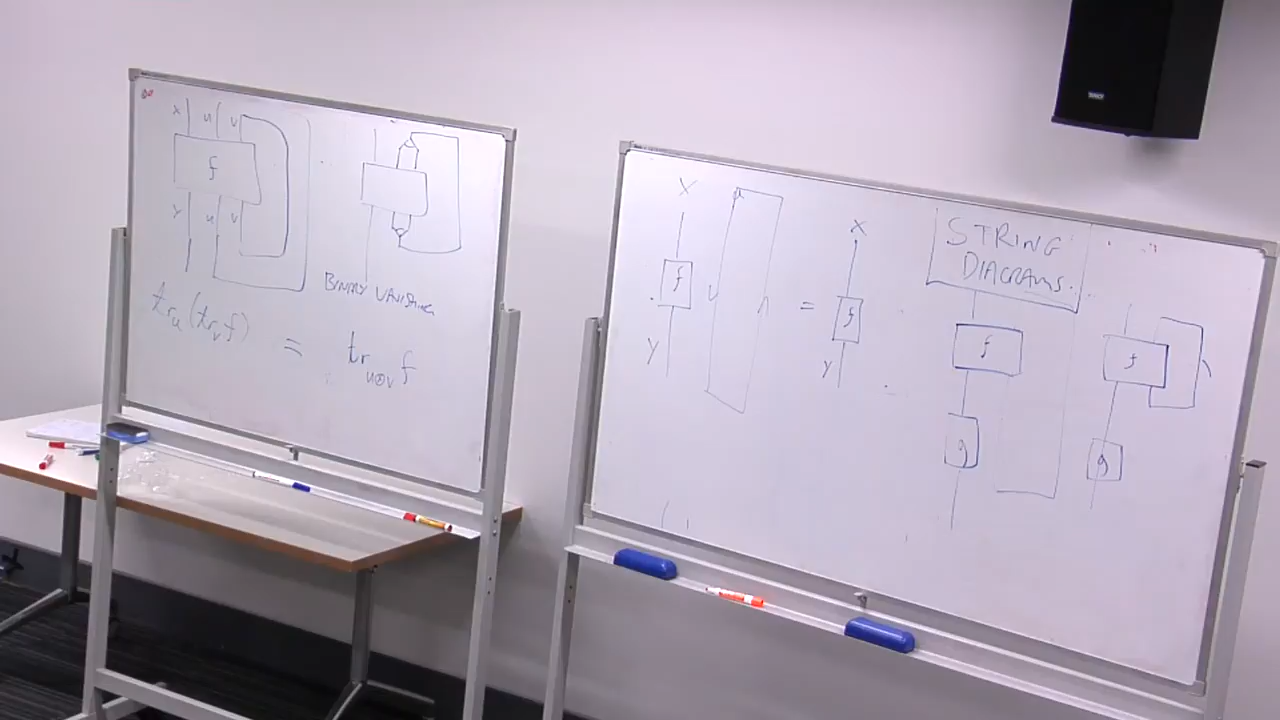 x u v
f
y u v
BINARY VANISHING
tr_u (tr_v f) = tr_{u⊗v} f
X
f
Y
=
X
f
Y
STRING
DIAGRAMS.
f
g
f
g